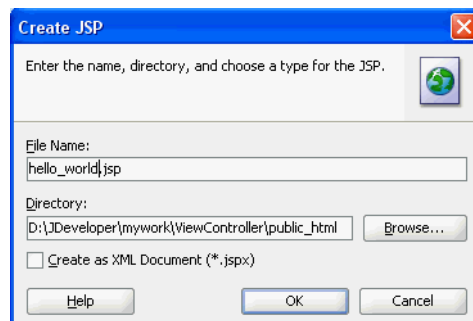 Create JSP
Enter the name, directory, and choose a type for the JSP.
File Name:
hello_world.jsp
Directory:
D:\JDeveloper\mywork\ViewController\public_html
Browse...
Create as XML Document (*.jspx)
Help
OK
Cancel